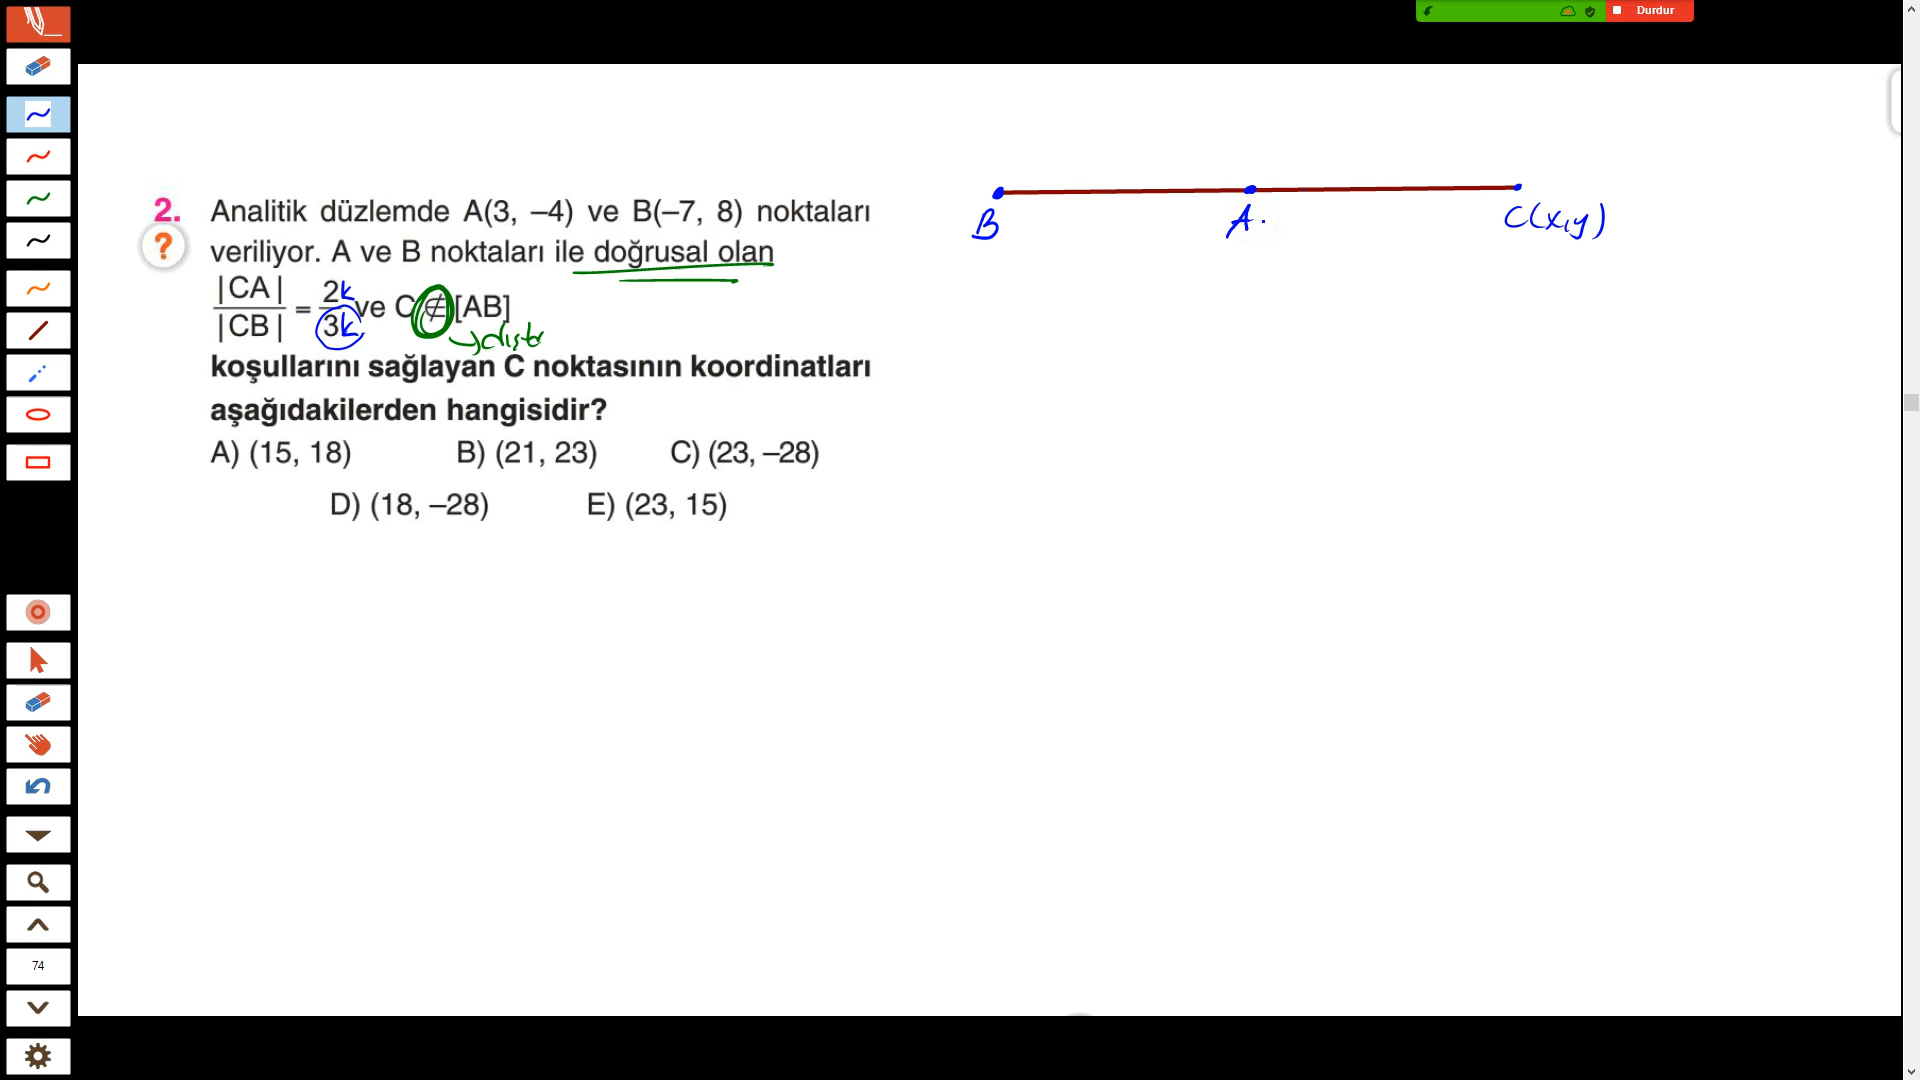 Durdur
2. Analitik düzlemde A(3, –4) ve B(–7, 8) noktaları
? veriliyor. A ve B noktaları ile doğrusal olan
|CA| / |CB| = 2k / 3k ve C ∉ [AB]
→ dışta
koşullarını sağlayan C noktasının koordinatları
aşağıdakilerden hangisidir?
A) (15, 18) B) (21, 23) C) (23, –28)
D) (18, –28) E) (23, 15)
B A. C(x,y)
74